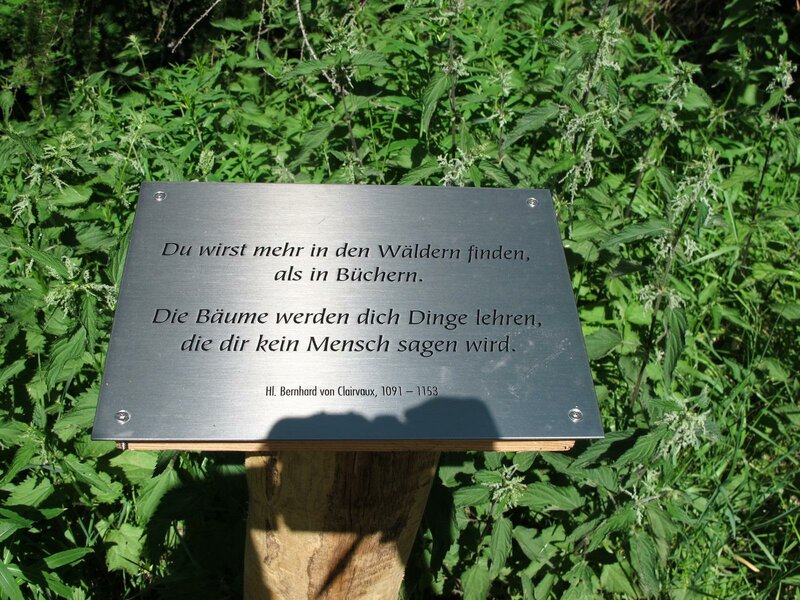 Du wirst mehr in den Wäldern finden,
als in Büchern.
Die Bäume werden dich Dinge lehren,
die dir kein Mensch sagen wird.
Hl. Bernhard von Clairvaux, 1091 – 1153